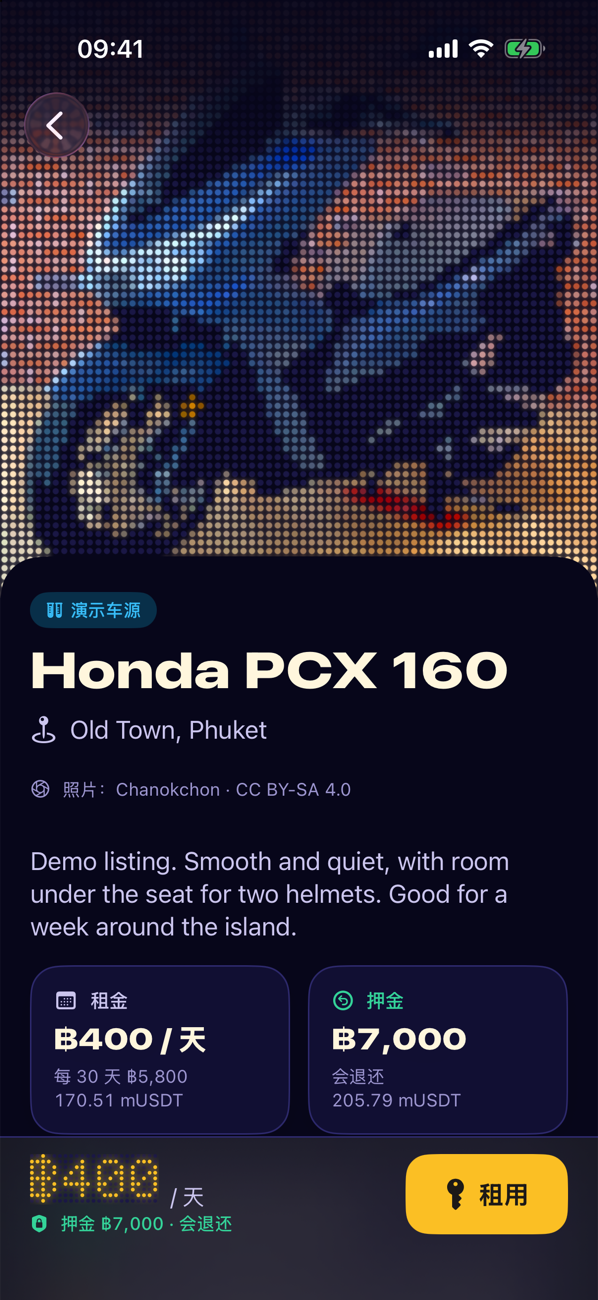 09:41
演示车源
Honda PCX 160
Old Town, Phuket
照片：Chanokchon · CC BY-SA 4.0
Demo listing. Smooth and quiet, with room
under the seat for two helmets. Good for a
week around the island.
租金
฿400 / 天
每 30 天 ฿5,800
170.51 mUSDT
押金
฿7,000
会退还
205.79 mUSDT
฿400 / 天
押金 ฿7,000 · 会退还
租用